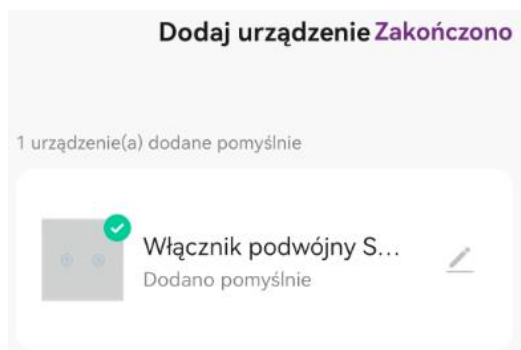 Dodaj urządzenie Zakończono
1 urządzenie(a) dodane pomyślnie
Włącznik podwójny S...
Dodano pomyślnie